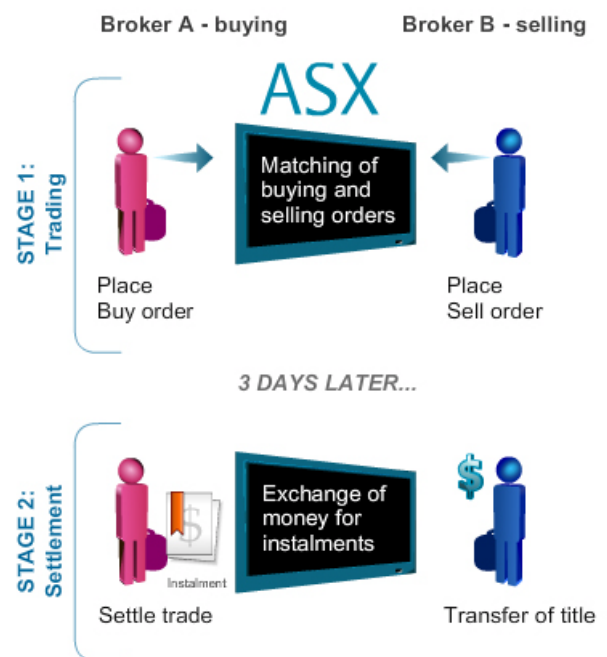 Broker A - buying
Broker B - selling
ASX
STAGE 1:
Trading
Matching of
buying and
selling orders
Place
Buy order
Place
Sell order
3 DAYS LATER...
STAGE 2:
Settlement
$
Instalment
Exchange of
money for
instalments
$
Settle trade
Transfer of title